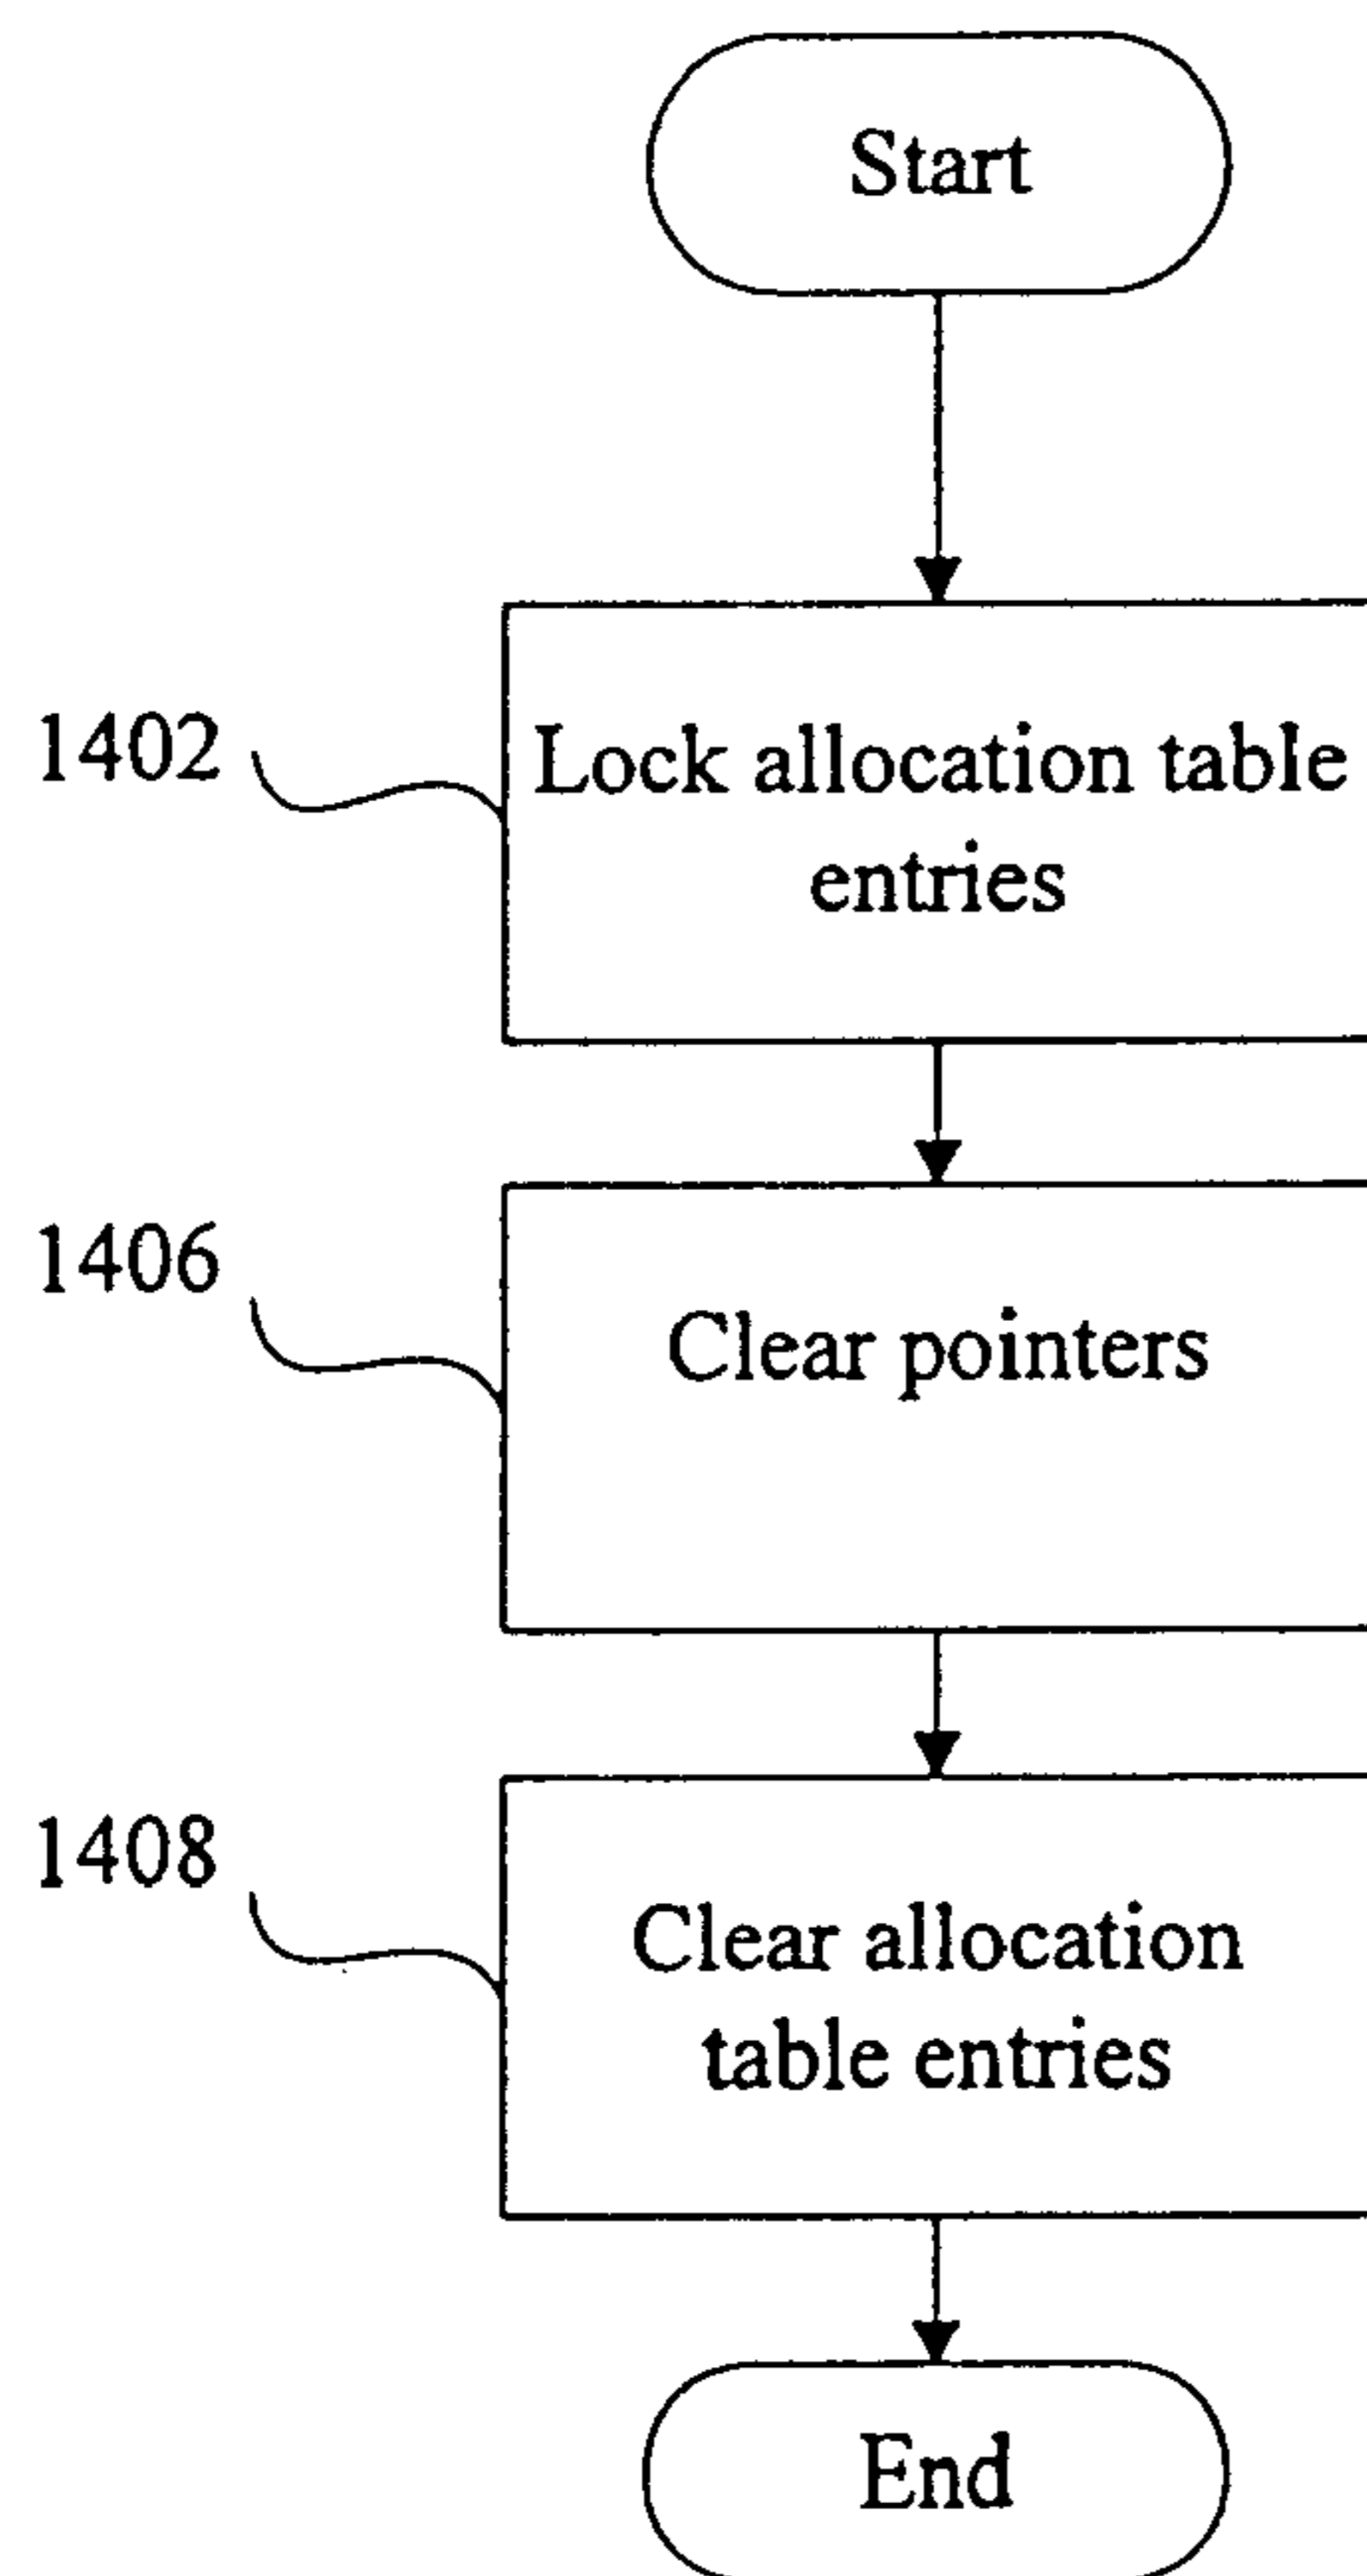 Start
1402
Lock allocation table
entries
1406
Clear pointers
1408
Clear allocation
table entries
End